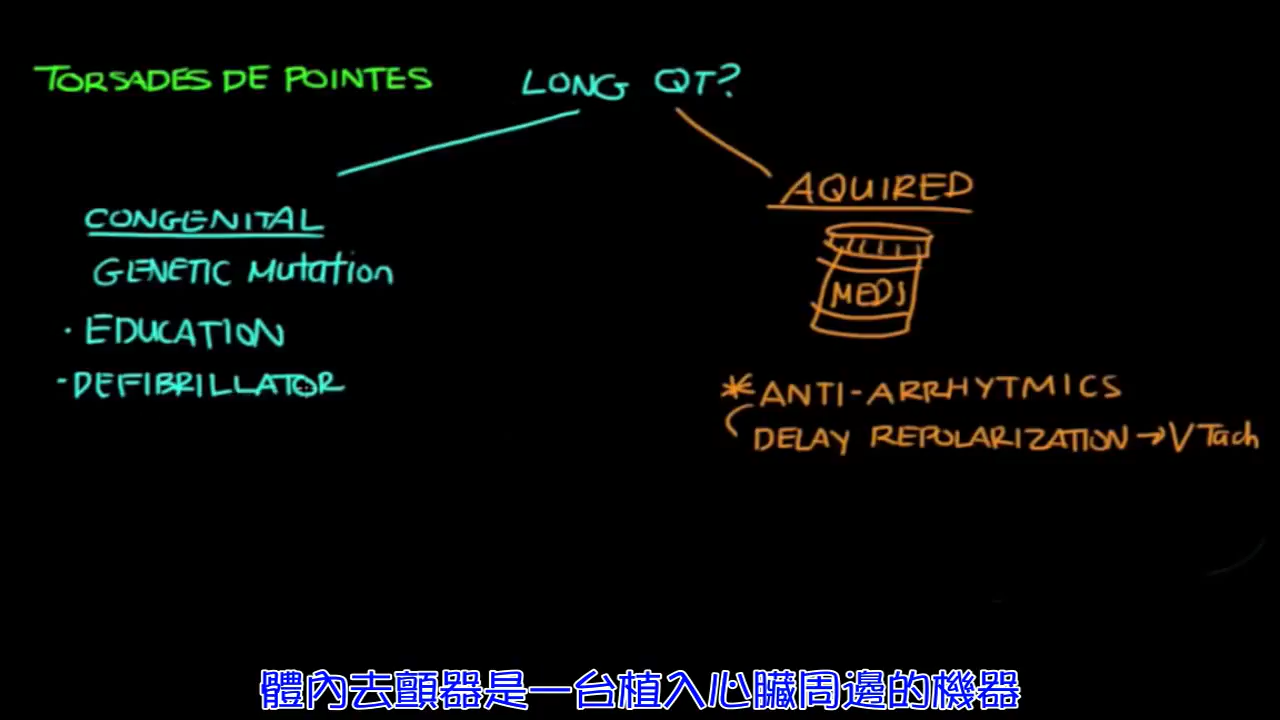 TORSADES DE POINTES
LONG QT?
CONGENITAL
GENETIC Mutation
· EDUCATION
- DEFIBRILLATOR
AQUIRED
MEDS
* ANTI-ARRHYTMICS
DELAY REPOLARIZATION → V Tach
體內去顫器是一台植入心臟周邊的機器